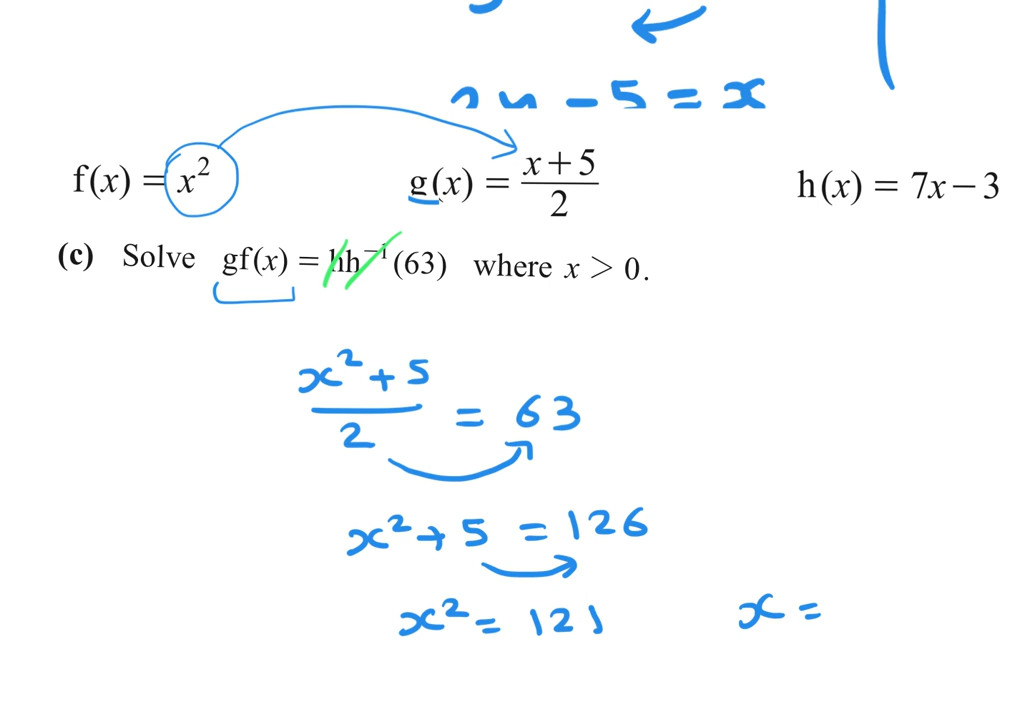 - 5 = x
f(x) = x² g(x) = (x+5)/2 h(x) = 7x − 3
(c) Solve gf(x) = hh⁻¹(63) where x > 0.
(x² + 5)/2 = 63
x² + 5 = 126
x² = 121 x =